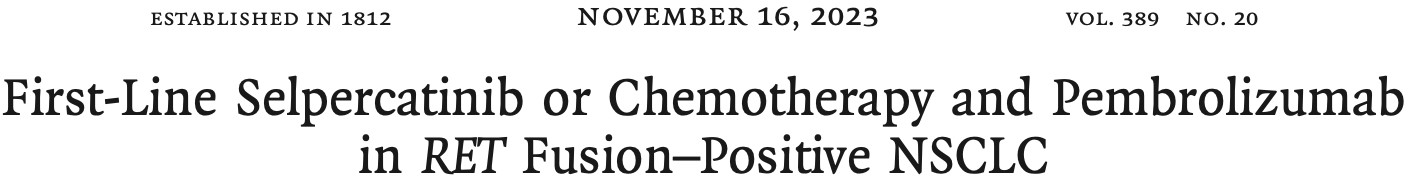 ESTABLISHED IN 1812 NOVEMBER 16, 2023 VOL. 389 NO. 20
First-Line Selpercatinib or Chemotherapy and Pembrolizumab
in RET Fusion–Positive NSCLC